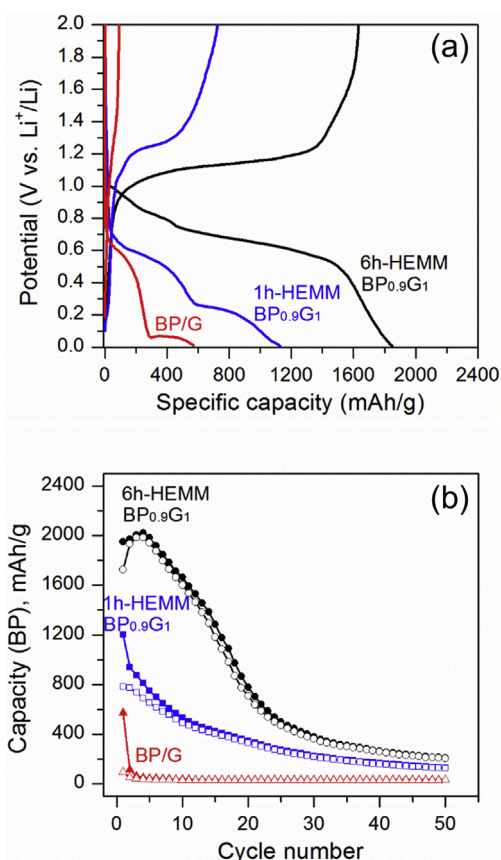 (a)
2.0
1.8
1.6
1.4
1.2
1.0
0.8
0.6
0.4
0.2
0.0
Potential (V vs. Li⁺/Li)
6h-HEMM
BP₀.₉G₁
1h-HEMM
BP₀.₉G₁
BP/G
0 400 800 1200 1600 2000 2400
Specific capacity (mAh/g)
(b)
2400
2000
1600
1200
800
400
0
Capacity (BP), mAh/g
6h-HEMM
BP₀.₉G₁
1h-HEMM
BP₀.₉G₁
BP/G
0 10 20 30 40 50
Cycle number